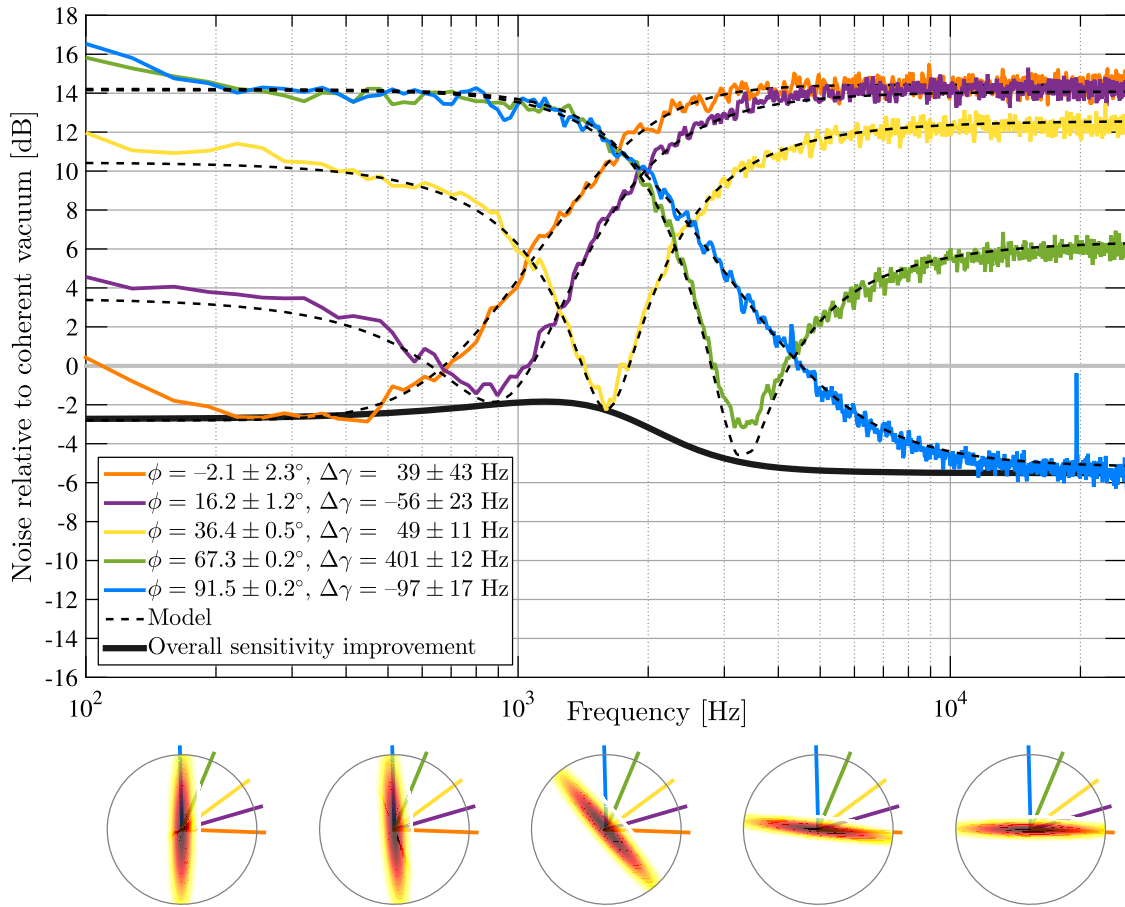 Noise relative to coherent vacuum [dB]
18
16
14
12
10
8
6
4
2
0
-2
-4
-6
-8
-10
-12
-14
-16
ϕ = –2.1 ± 2.3°, Δγ = 39 ± 43 Hz
ϕ = 16.2 ± 1.2°, Δγ = –56 ± 23 Hz
ϕ = 36.4 ± 0.5°, Δγ = 49 ± 11 Hz
ϕ = 67.3 ± 0.2°, Δγ = 401 ± 12 Hz
ϕ = 91.5 ± 0.2°, Δγ = –97 ± 17 Hz
Model
Overall sensitivity improvement
10² 10³ 10⁴
Frequency [Hz]